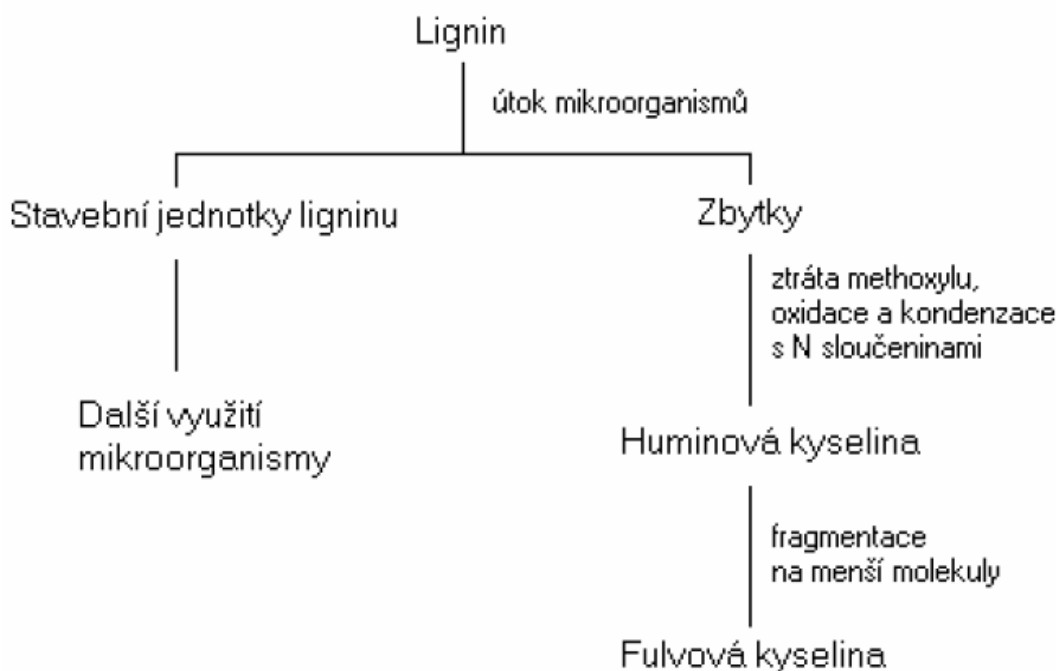 Lignin
útok mikroorganismů
Stavební jednotky ligninu
Zbytky
ztráta methoxylu,
oxidace a kondenzace
s N sloučeninami
Další využití
mikroorganismy
Huminová kyselina
fragmentace
na menší molekuly
Fulvová kyselina